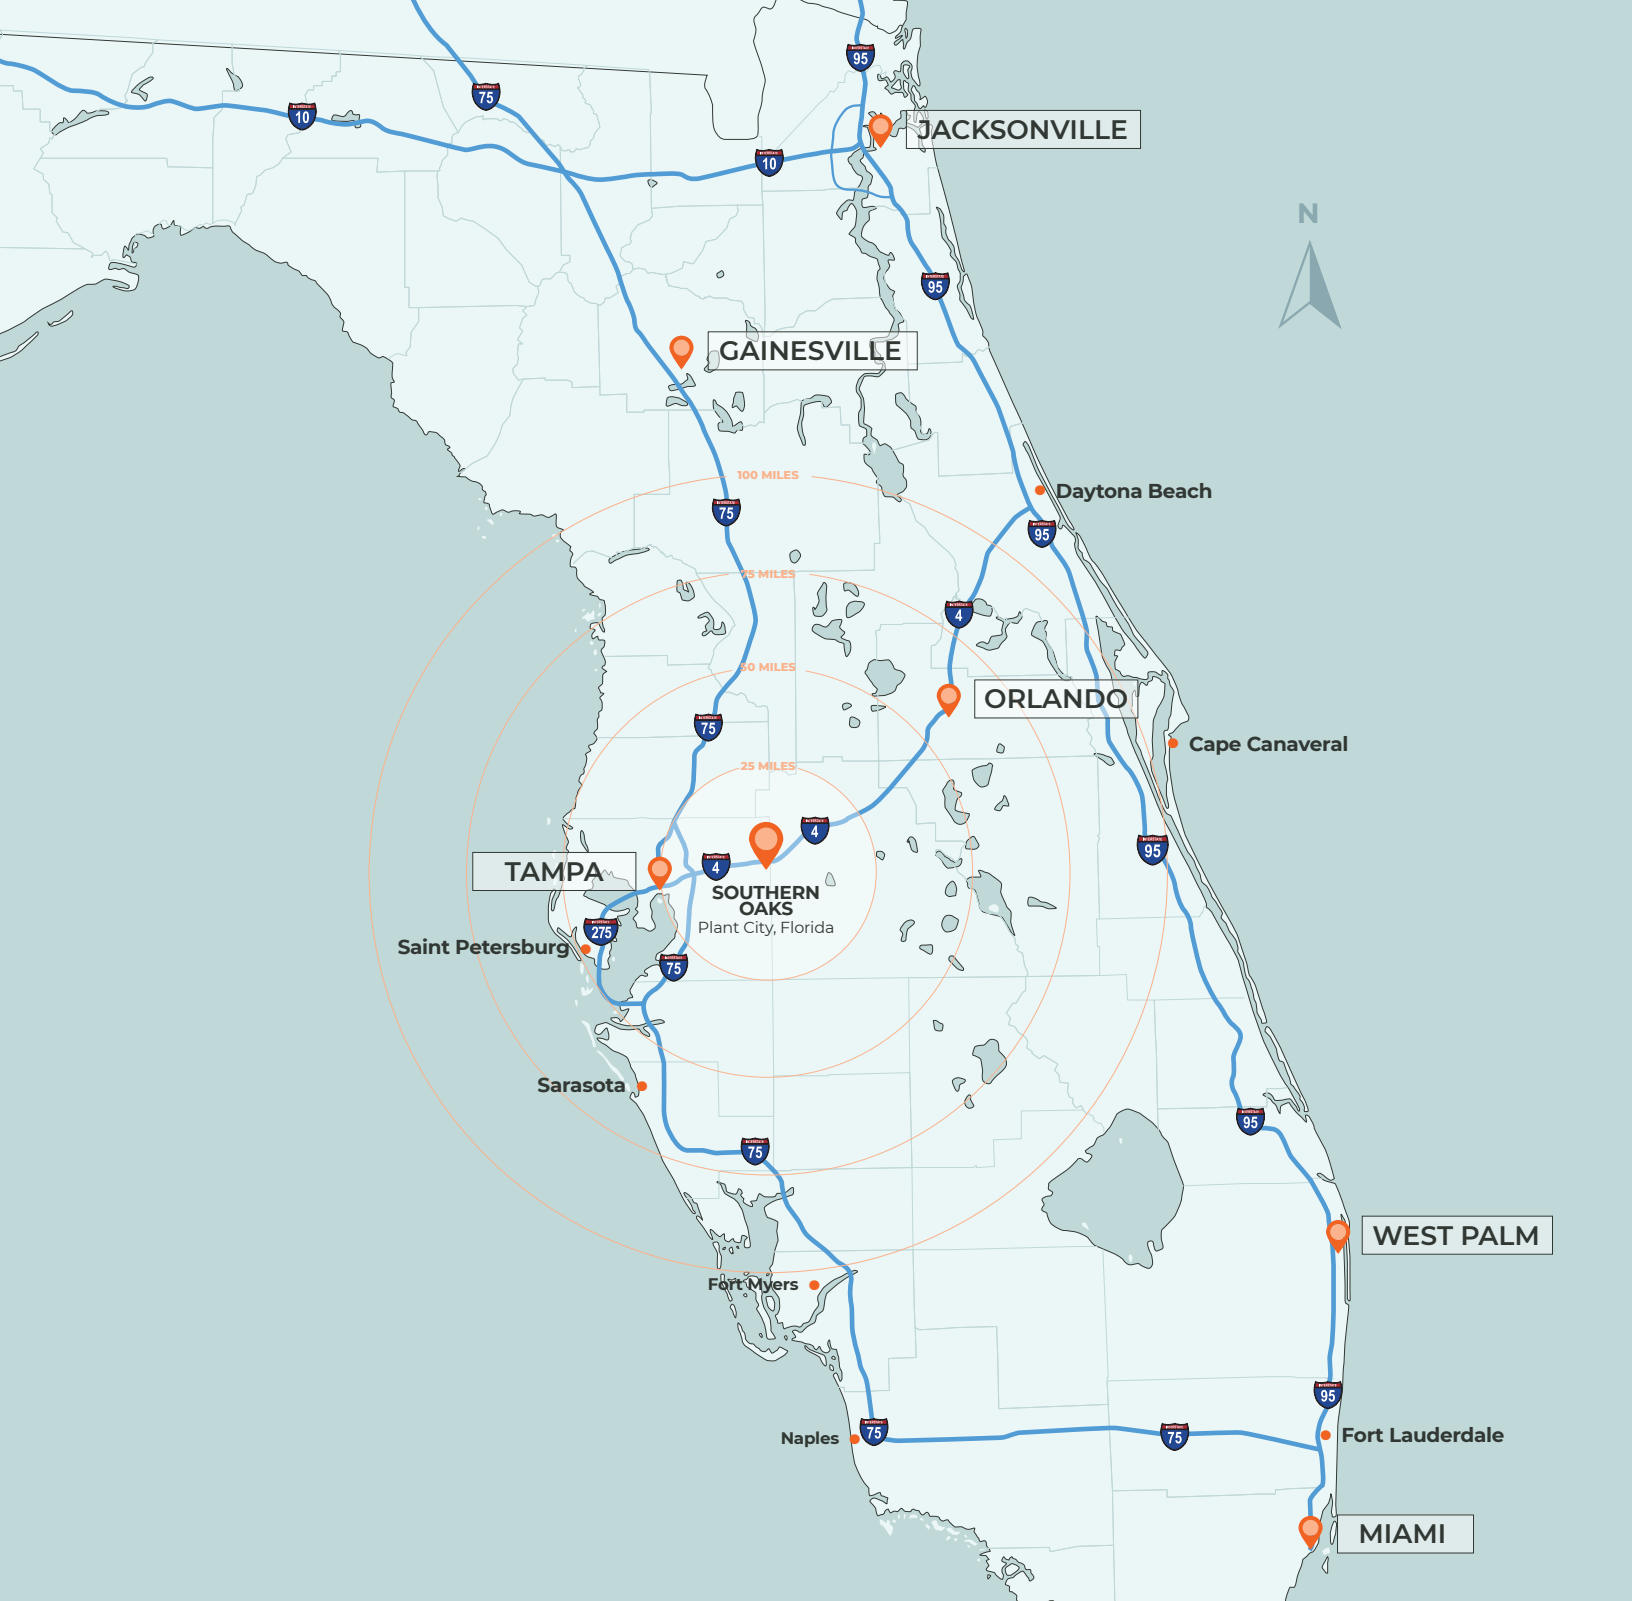 95
75
10
JACKSONVILLE
10
N
95
GAINESVILLE
100 MILES
Daytona Beach
75
95
75 MILES
4
50 MILES
ORLANDO
75
Cape Canaveral
25 MILES
4
95
TAMPA
4
SOUTHERN
OAKS
Plant City, Florida
275
Saint Petersburg
75
Sarasota
95
75
WEST PALM
Fort Myers
95
75
Naples
75
Fort Lauderdale
MIAMI